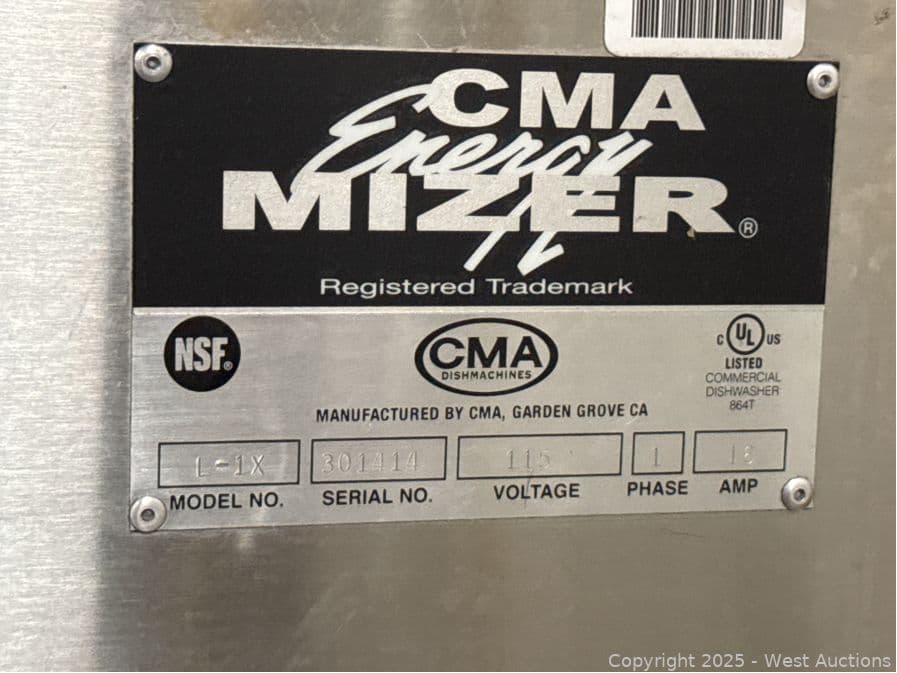 CMA
Energy
MIZER®
Registered Trademark
NSF®
CMA
DISHMACHINES
C UL US
LISTED
COMMERCIAL
DISHWASHER
864T
MANUFACTURED BY CMA, GARDEN GROVE CA
L-1X 301414 115 1 16
MODEL NO. SERIAL NO. VOLTAGE PHASE AMP
Copyright 2025 - West Auctions